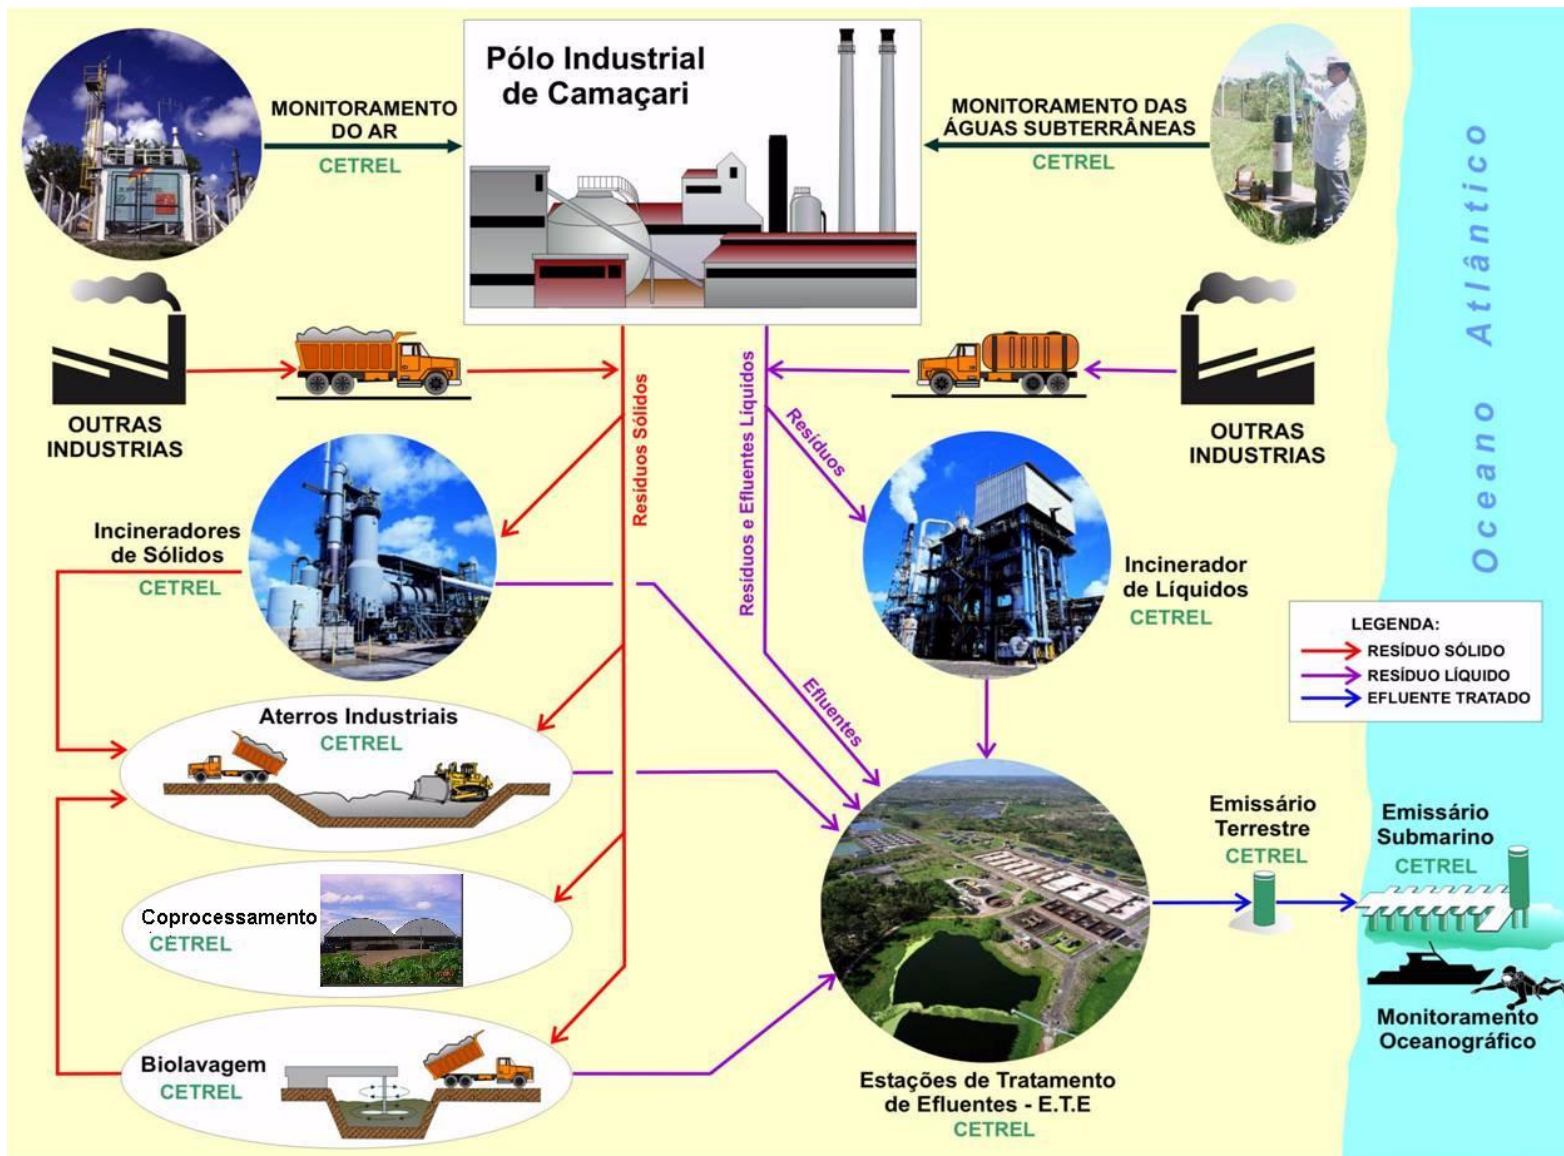 Pólo Industrial
de Camaçari
MONITORAMENTO
DO AR
CETREL
MONITORAMENTO DAS
ÁGUAS SUBTERRÂNEAS
CETREL
Oceano Atlântico
OUTRAS
INDUSTRIAS
OUTRAS
INDUSTRIAS
Resíduos Sólidos
Resíduos e Efluentes Líquidos
Resíduos
Incineradores
de Sólidos
CETREL
Incinerador
de Líquidos
CETREL
LEGENDA:
RESÍDUO SÓLIDO
RESÍDUO LÍQUIDO
EFLUENTE TRATADO
Efluentes
Aterros Industriais
CETREL
Emissário
Terrestre
CETREL
Emissário
Submarino
CETREL
Coprocessamento
CETREL
Monitoramento
Oceanográfico
Biolavagem
CETREL
Estações de Tratamento
de Efluentes - E.T.E
CETREL